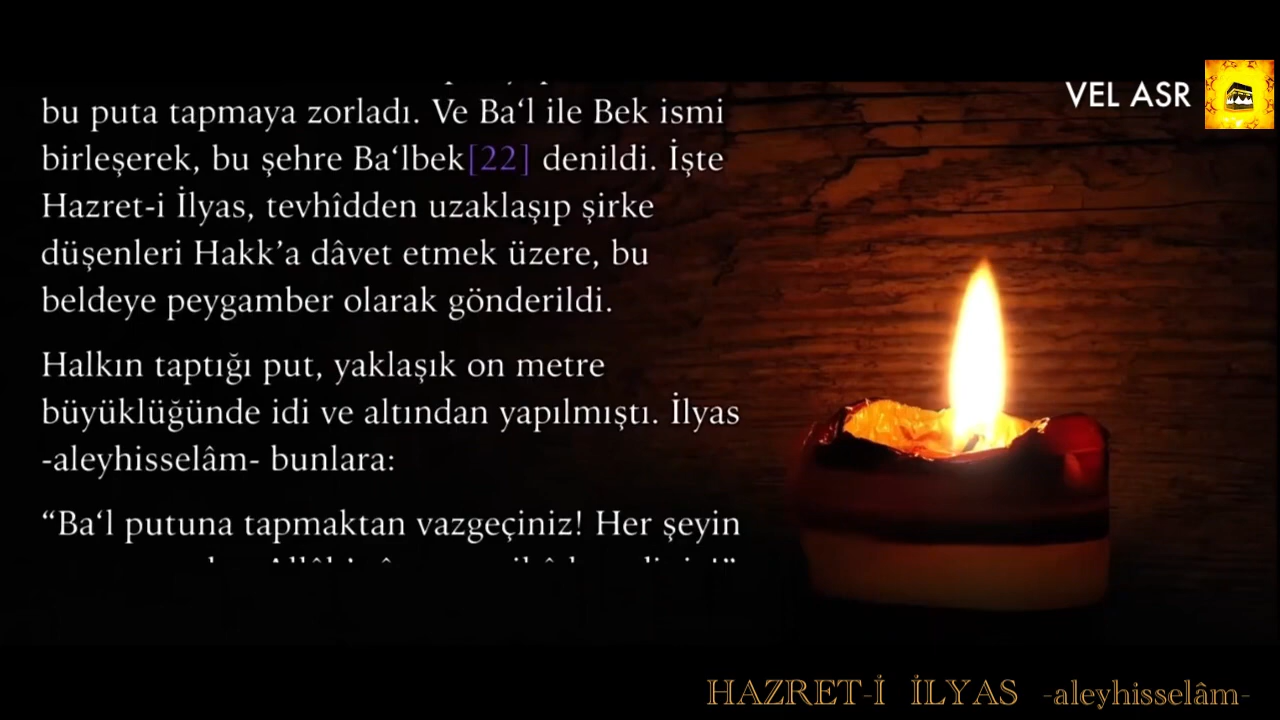 VEL ASR
bu puta tapmaya zorladı. Ve Ba‘l ile Bek ismi
birleşerek, bu şehre Ba‘lbek[22] denildi. İşte
Hazret-i İlyas, tevhîdden uzaklaşıp şirke
düşenleri Hakk’a dâvet etmek üzere, bu
beldeye peygamber olarak gönderildi.
Halkın taptığı put, yaklaşık on metre
büyüklüğünde idi ve altından yapılmıştı. İlyas
-aleyhisselâm- bunlara:
“Ba‘l putuna tapmaktan vazgeçiniz! Her şeyin
HAZRET-İ İLYAS -aleyhisselâm-